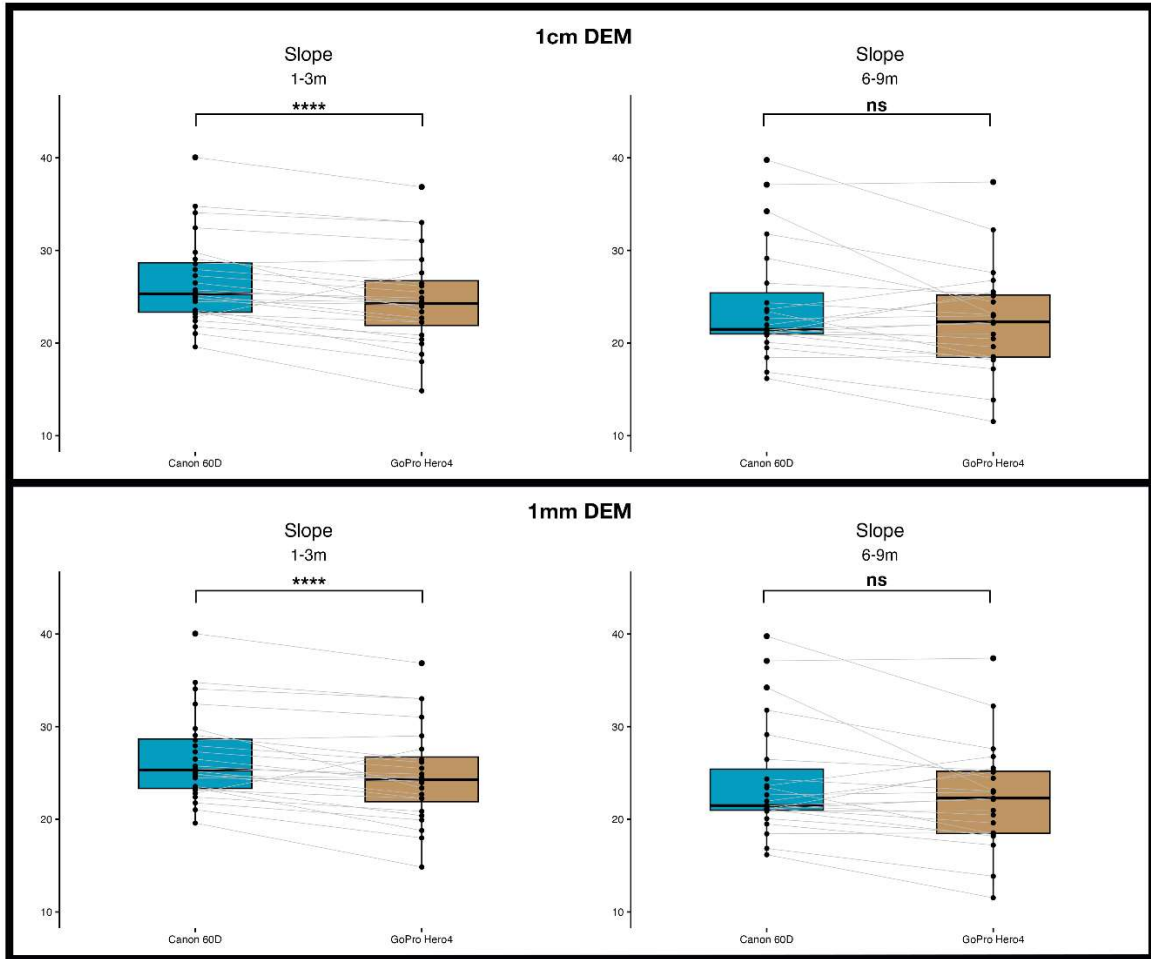 1cm DEM
Slope
1-3m
****
40
30
20
10
Canon 60D
GoPro Hero4
Slope
6-9m
ns
40
30
20
10
Canon 60D
GoPro Hero4
1mm DEM
Slope
1-3m
****
40
30
20
10
Canon 60D
GoPro Hero4
Slope
6-9m
ns
40
30
20
10
Canon 60D
GoPro Hero4